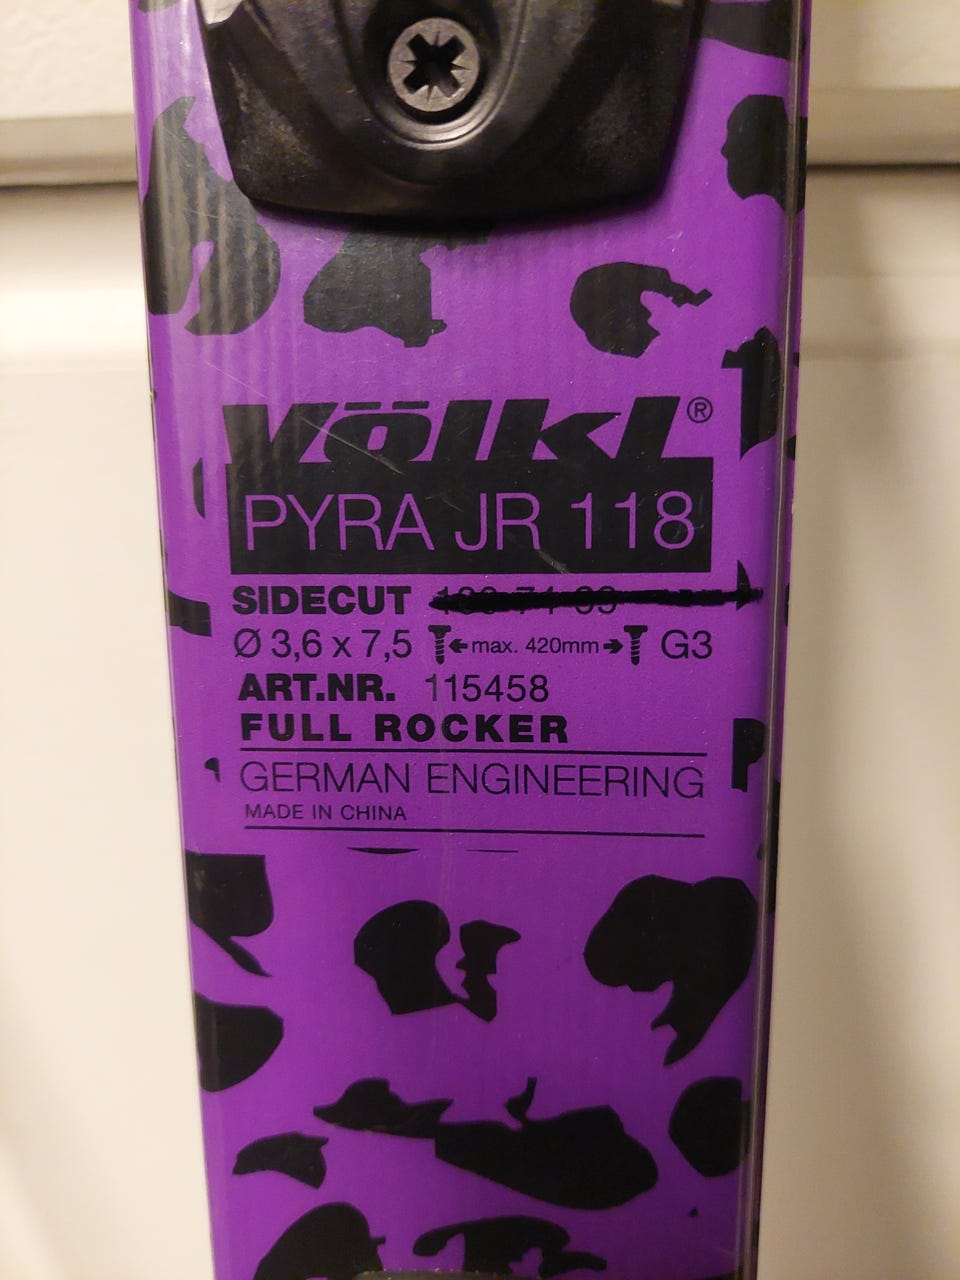 Völkl®
PYRA JR 118
SIDECUT
Ø 3,6 x 7,5 max. 420mm G3
ART.NR. 115458
FULL ROCKER
GERMAN ENGINEERING
MADE IN CHINA